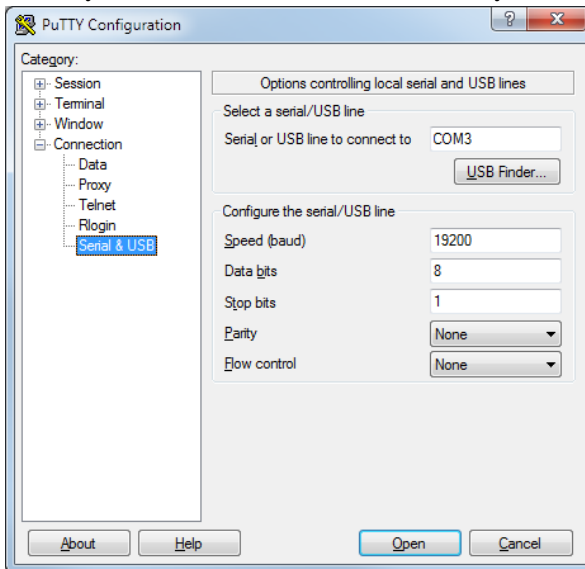 PuTTY Configuration
Category:
Session
Terminal
Window
Connection
Data
Proxy
Telnet
Rlogin
Serial & USB
Options controlling local serial and USB lines
Select a serial/USB line
Serial or USB line to connect to COM3
USB Finder...
Configure the serial/USB line
Speed (baud) 19200
Data bits 8
Stop bits 1
Parity None
Flow control None
About Help Open Cancel